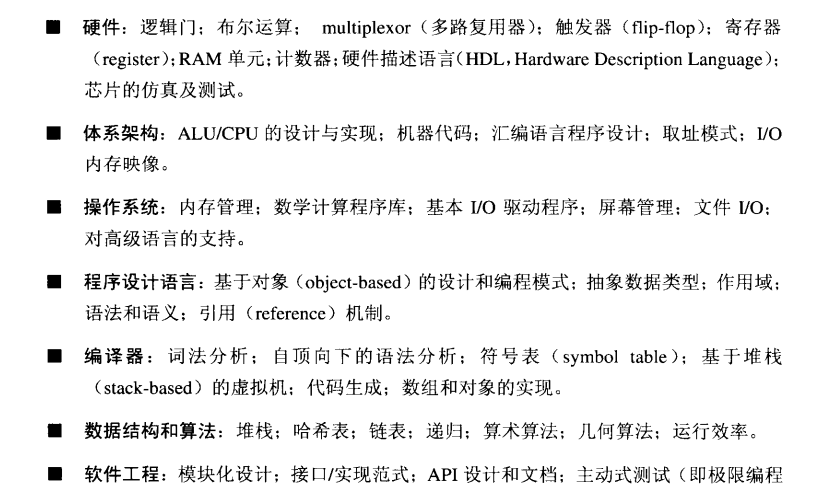 ■ 硬件：逻辑门；布尔运算； multiplexor（多路复用器）；触发器（flip-flop）；寄存器
（register）；RAM 单元；计数器；硬件描述语言（HDL，Hardware Description Language）；
芯片的仿真及测试。
■ 体系架构：ALU/CPU 的设计与实现；机器代码；汇编语言程序设计；取址模式；I/O
内存映像。
■ 操作系统：内存管理；数学计算程序库；基本 I/O 驱动程序；屏幕管理；文件 I/O；
对高级语言的支持。
■ 程序设计语言：基于对象（object-based）的设计和编程模式；抽象数据类型；作用域；
语法和语义；引用（reference）机制。
■ 编译器：词法分析；自顶向下的语法分析；符号表（symbol table）；基于堆栈
（stack-based）的虚拟机；代码生成；数组和对象的实现。
■ 数据结构和算法：堆栈；哈希表；链表；递归；算术算法；几何算法；运行效率。
■ 软件工程：模块化设计；接口/实现范式；API 设计和文档；主动式测试（即极限编程